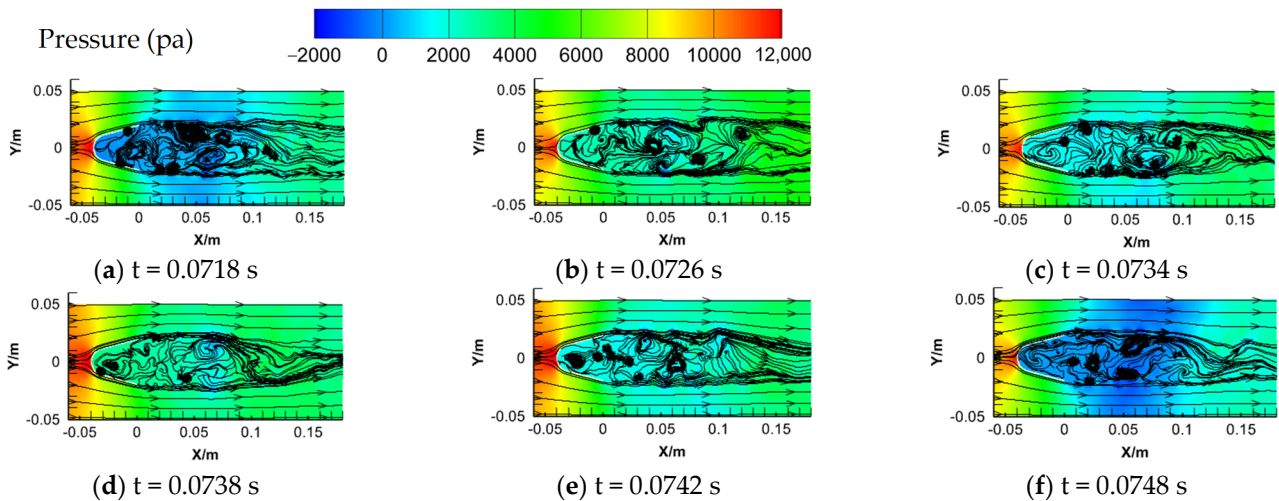 Pressure (pa)
−2000 0 2000 4000 6000 8000 10000 12,000
0.05
0
-0.05
Y/m
-0.05 0 0.05 0.1 0.15
X/m
(a) t = 0.0718 s
0.05
0
-0.05
Y/m
-0.05 0 0.05 0.1 0.15
X/m
(b) t = 0.0726 s
0.05
0
-0.05
Y/m
-0.05 0 0.05 0.1 0.15
X/m
(c) t = 0.0734 s
0.05
0
-0.05
Y/m
-0.05 0 0.05 0.1 0.15
X/m
(d) t = 0.0738 s
0.05
0
-0.05
Y/m
-0.05 0 0.05 0.1 0.15
X/m
(e) t = 0.0742 s
0.05
0
-0.05
Y/m
-0.05 0 0.05 0.1 0.15
X/m
(f) t = 0.0748 s